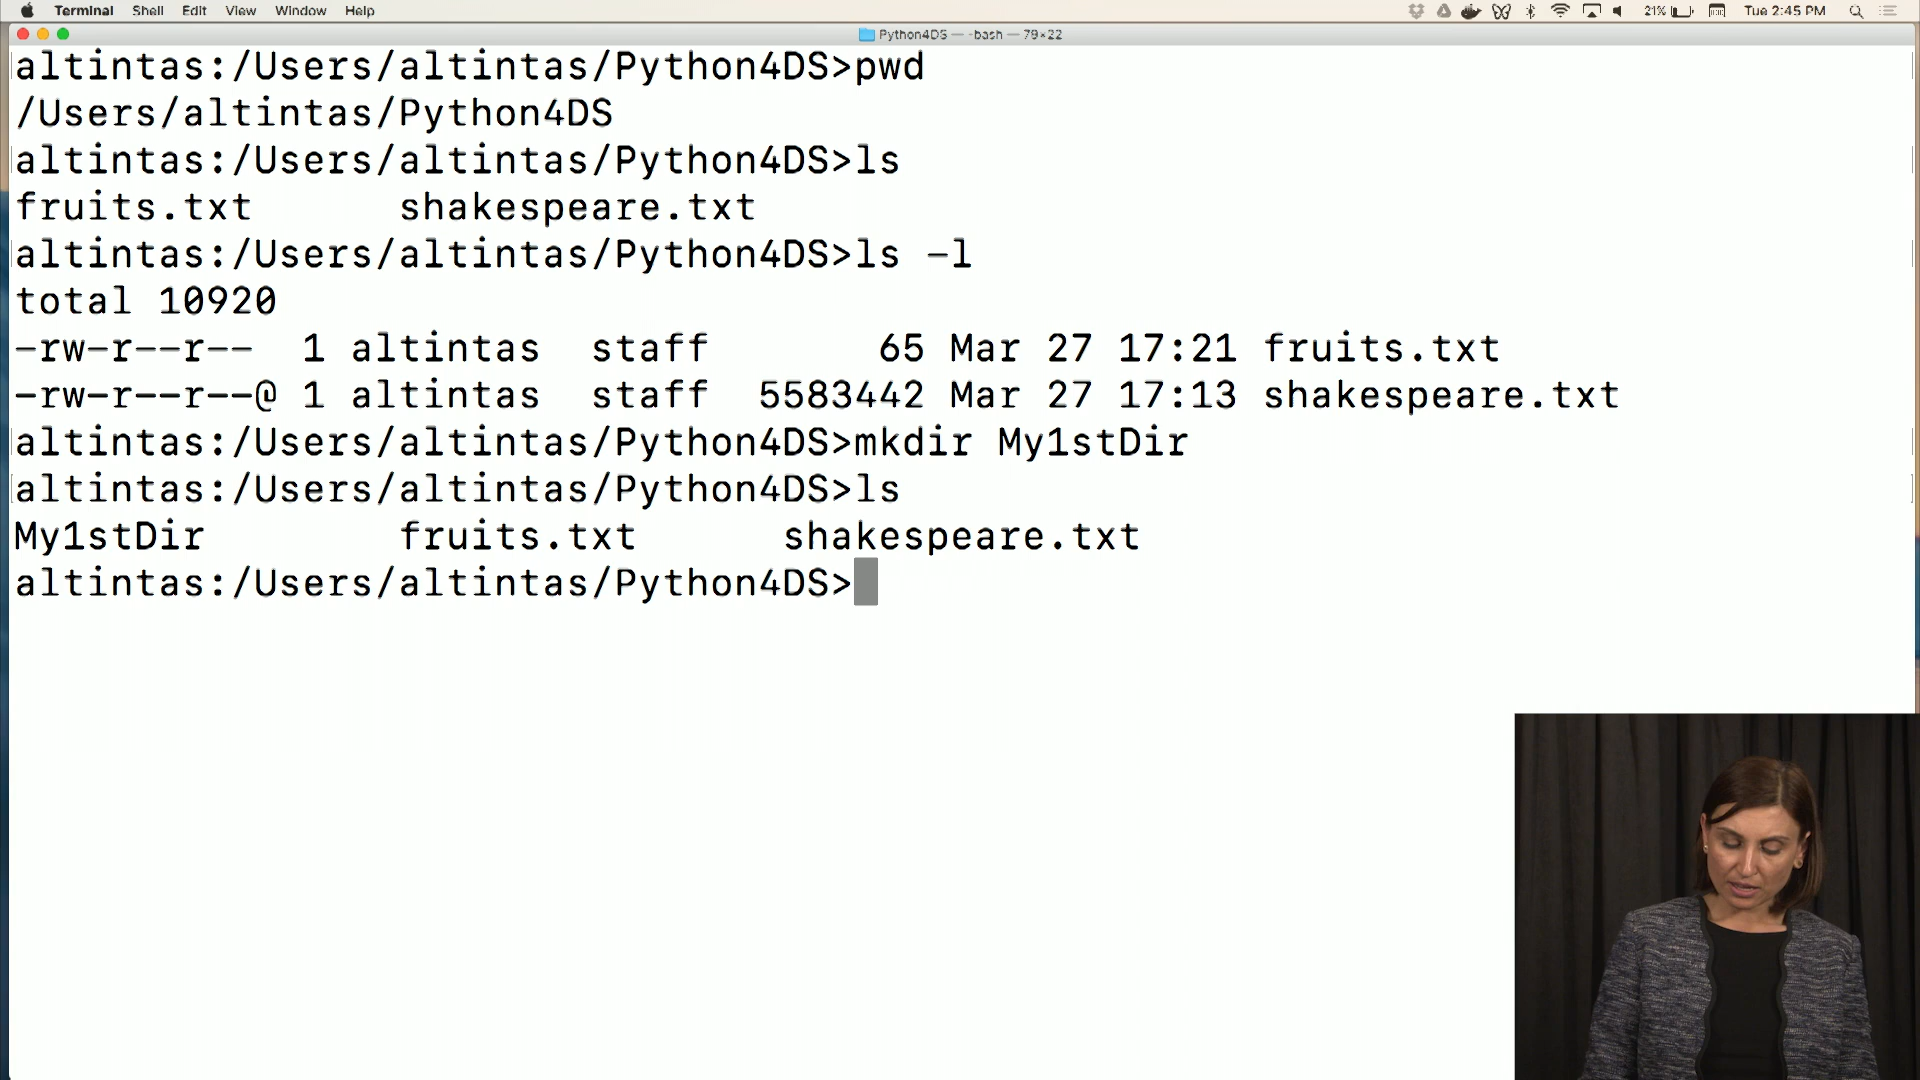 Terminal Shell Edit View Window Help 21% Tue 2:45 PM
Python4DS — -bash — 79×22
altintas:/Users/altintas/Python4DS>pwd
/Users/altintas/Python4DS
altintas:/Users/altintas/Python4DS>ls
fruits.txt shakespeare.txt
altintas:/Users/altintas/Python4DS>ls -l
total 10920
-rw-r--r-- 1 altintas staff 65 Mar 27 17:21 fruits.txt
-rw-r--r--@ 1 altintas staff 5583442 Mar 27 17:13 shakespeare.txt
altintas:/Users/altintas/Python4DS>mkdir My1stDir
altintas:/Users/altintas/Python4DS>ls
My1stDir fruits.txt shakespeare.txt
altintas:/Users/altintas/Python4DS>